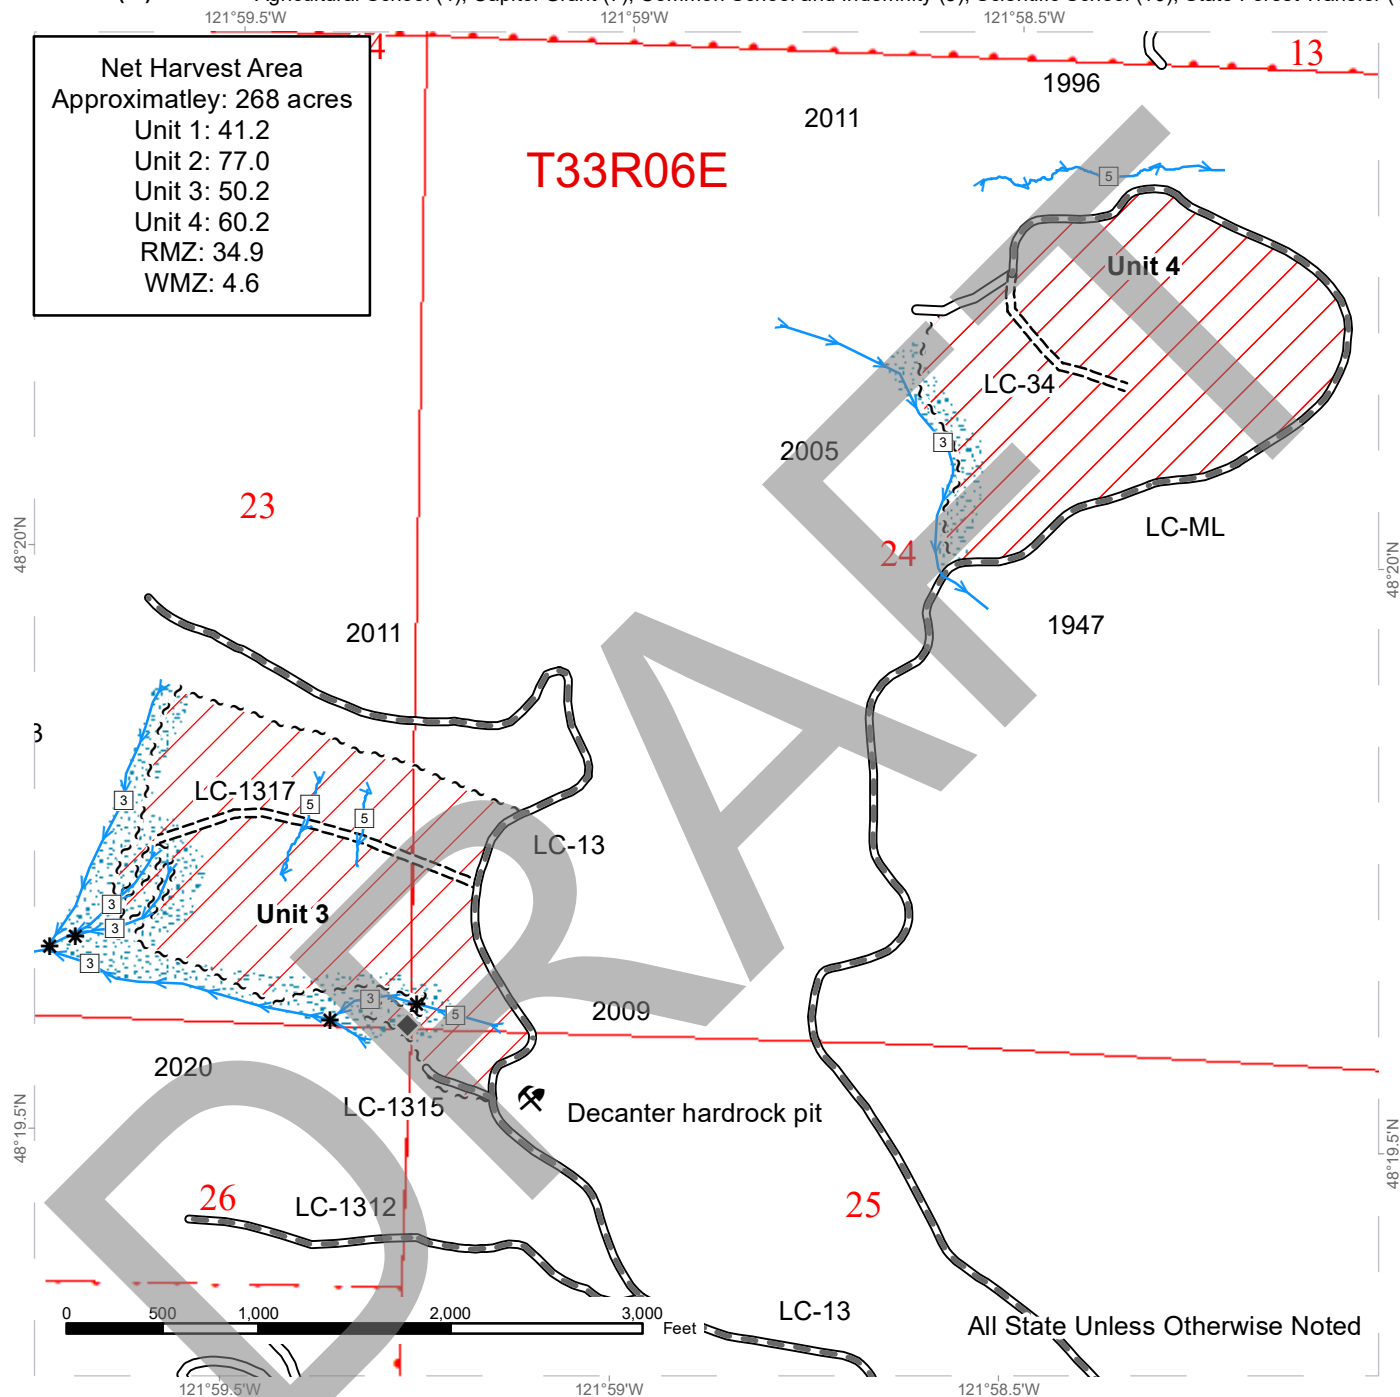 121°59.5'W
121°59'W
121°58.5'W
Net Harvest Area
Approximatley: 268 acres
Unit 1: 41.2
Unit 2: 77.0
Unit 3: 50.2
Unit 4: 60.2
RMZ: 34.9
WMZ: 4.6
13
1996
2011
T33R06E
5
Unit 4
LC-34
3
2005
23
LC-ML
24
48°20'N
48°20'N
2011
1947
LC-1317
3
5
5
LC-13
3
Unit 3
3
3
3
5
2009
2020
LC-1315
Decanter hardrock pit
48°19.5'N
48°19.5'N
26
LC-1312
25
0 500 1,000 2,000 3,000
Feet
LC-13
All State Unless Otherwise Noted
121°59.5'W
121°59'W
121°58.5'W
DRAFT